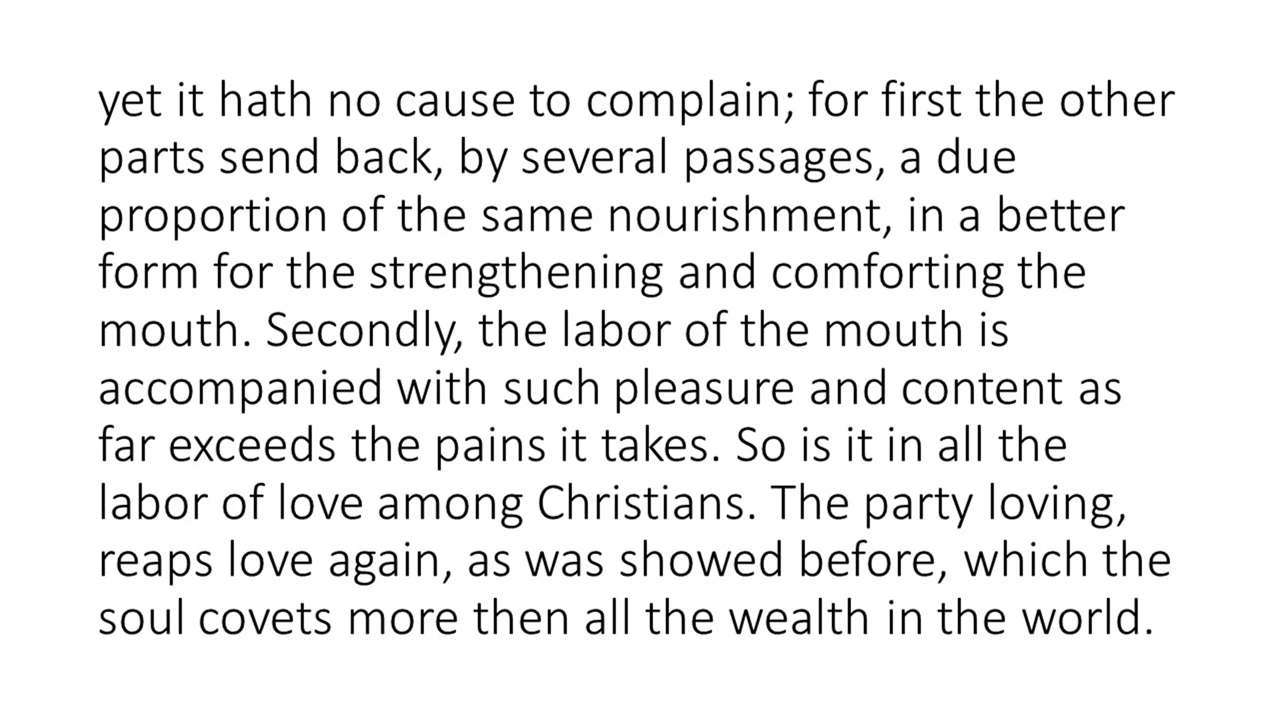 yet it hath no cause to complain; for first the other
parts send back, by several passages, a due
proportion of the same nourishment, in a better
form for the strengthening and comforting the
mouth. Secondly, the labor of the mouth is
accompanied with such pleasure and content as
far exceeds the pains it takes. So is it in all the
labor of love among Christians. The party loving,
reaps love again, as was showed before, which the
soul covets more then all the wealth in the world.